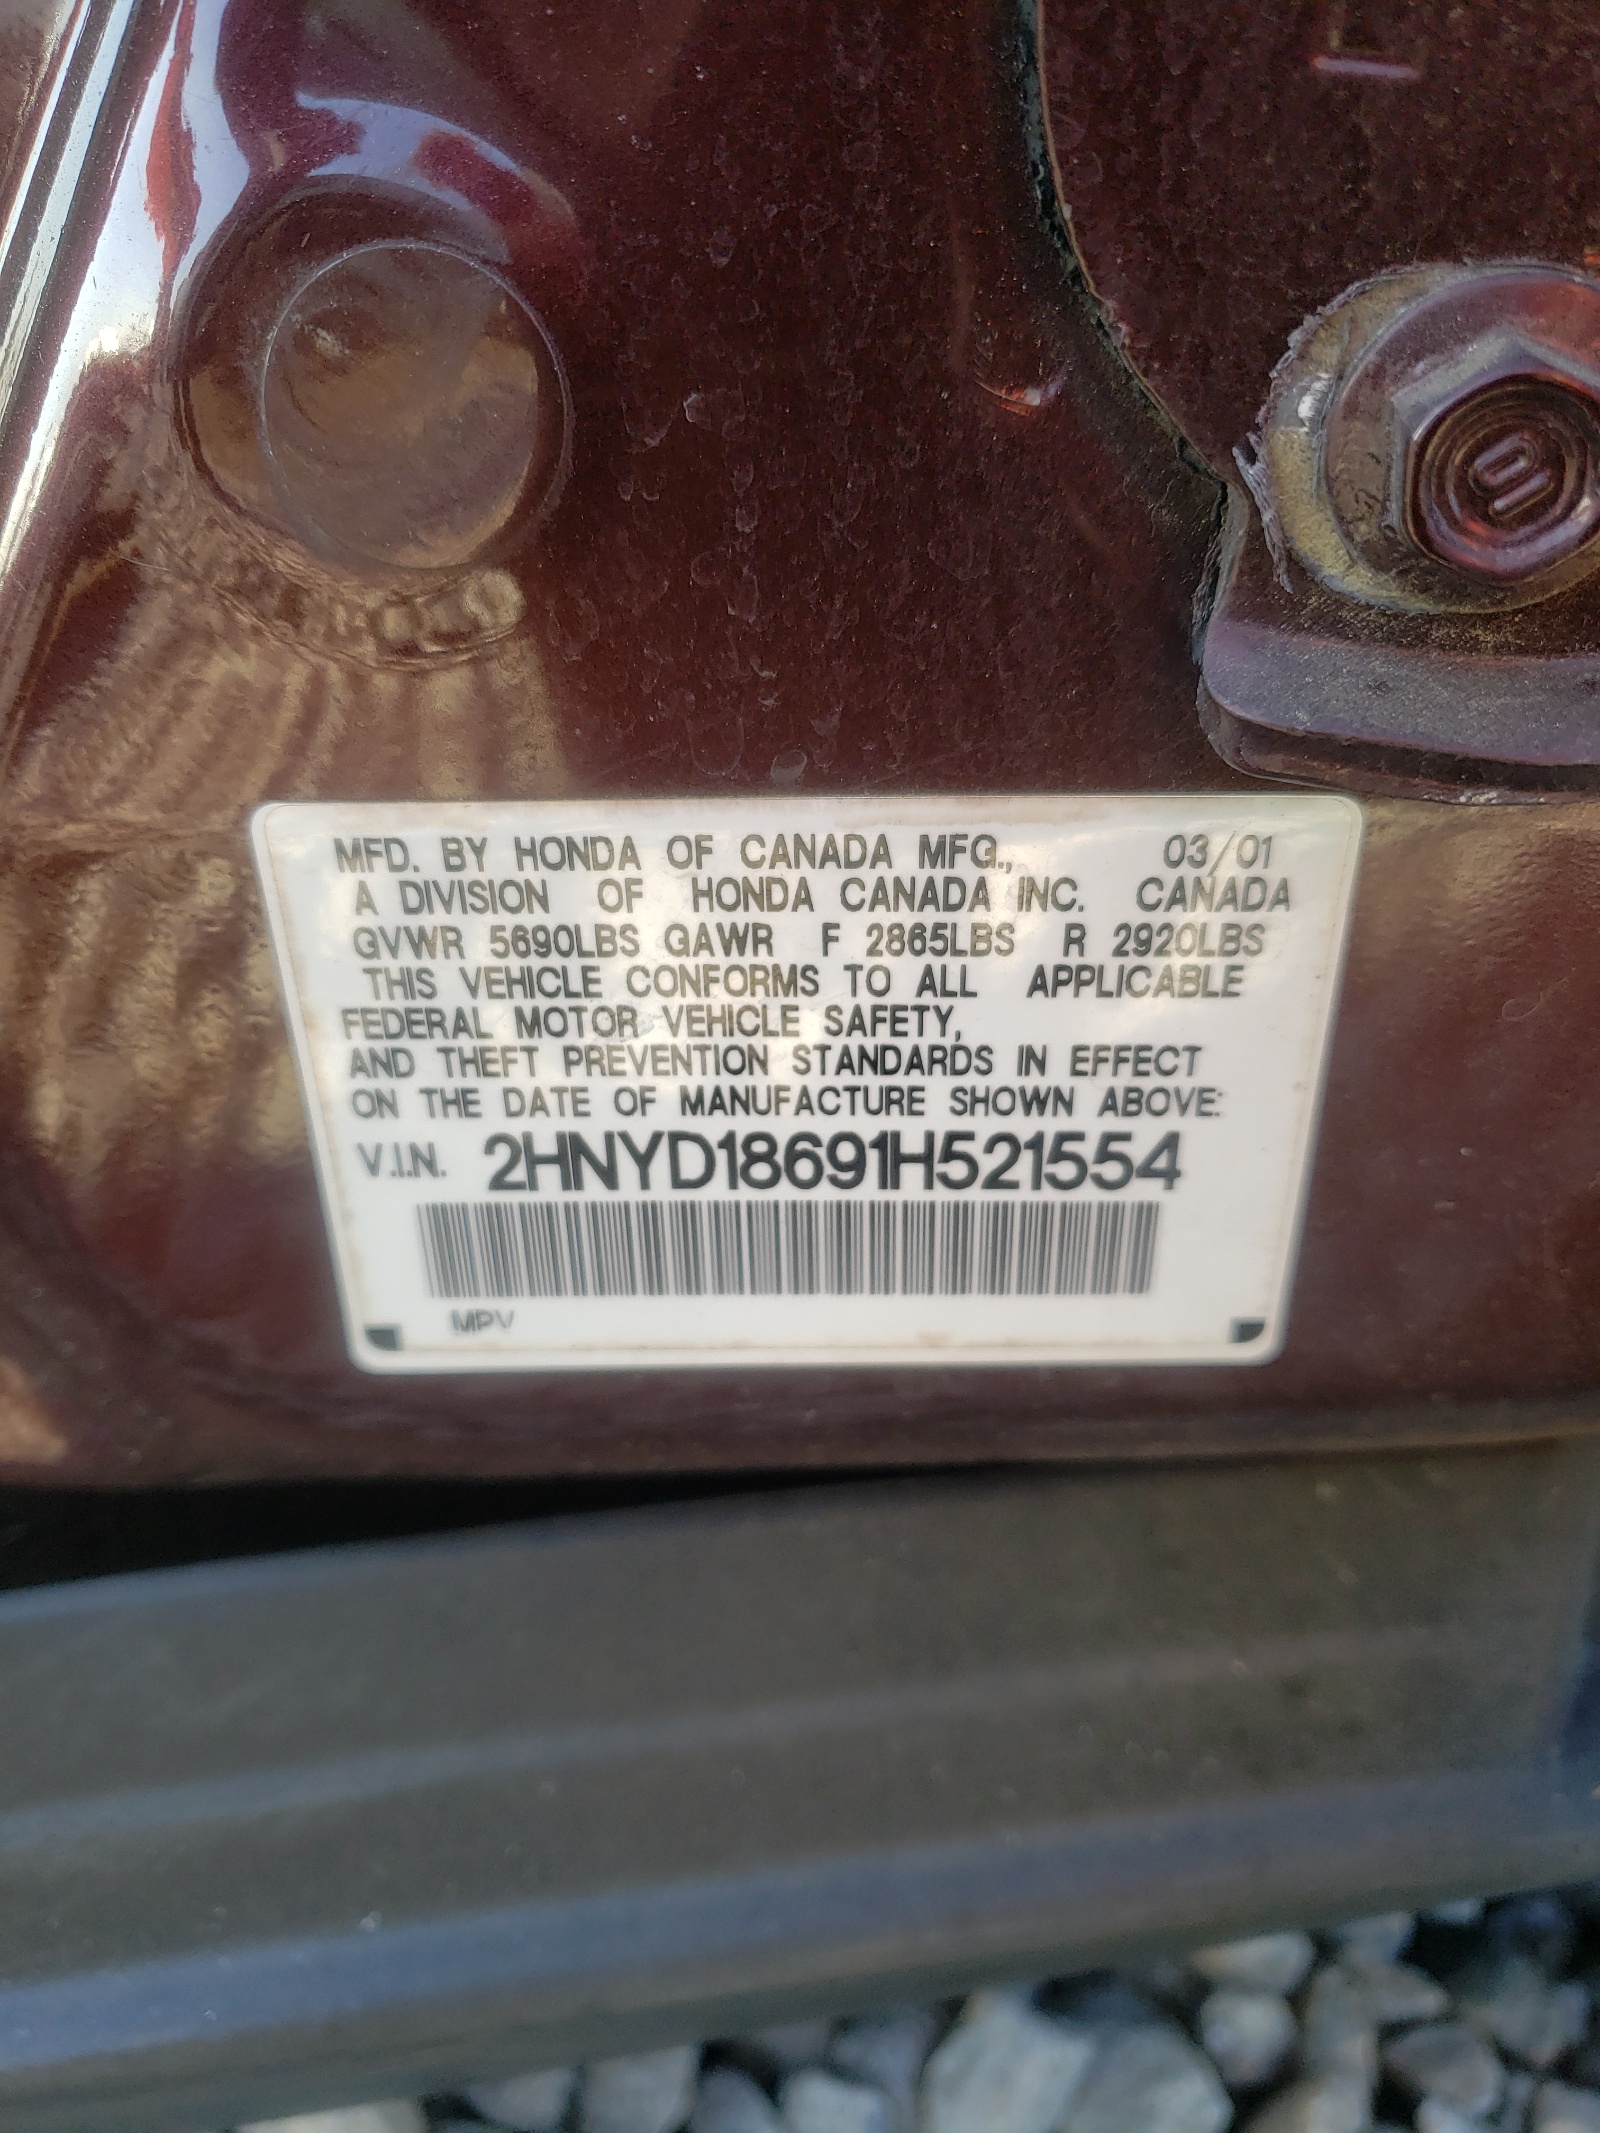 MFD. BY HONDA OF CANADA MFG., 03/01
A DIVISION OF HONDA CANADA INC. CANADA
GVWR 5690LBS GAWR F 2865LBS R 2920LBS
THIS VEHICLE CONFORMS TO ALL APPLICABLE
FEDERAL MOTOR VEHICLE SAFETY,
AND THEFT PREVENTION STANDARDS IN EFFECT
ON THE DATE OF MANUFACTURE SHOWN ABOVE:
V.I.N. 2HNYD18691H521554
MPV